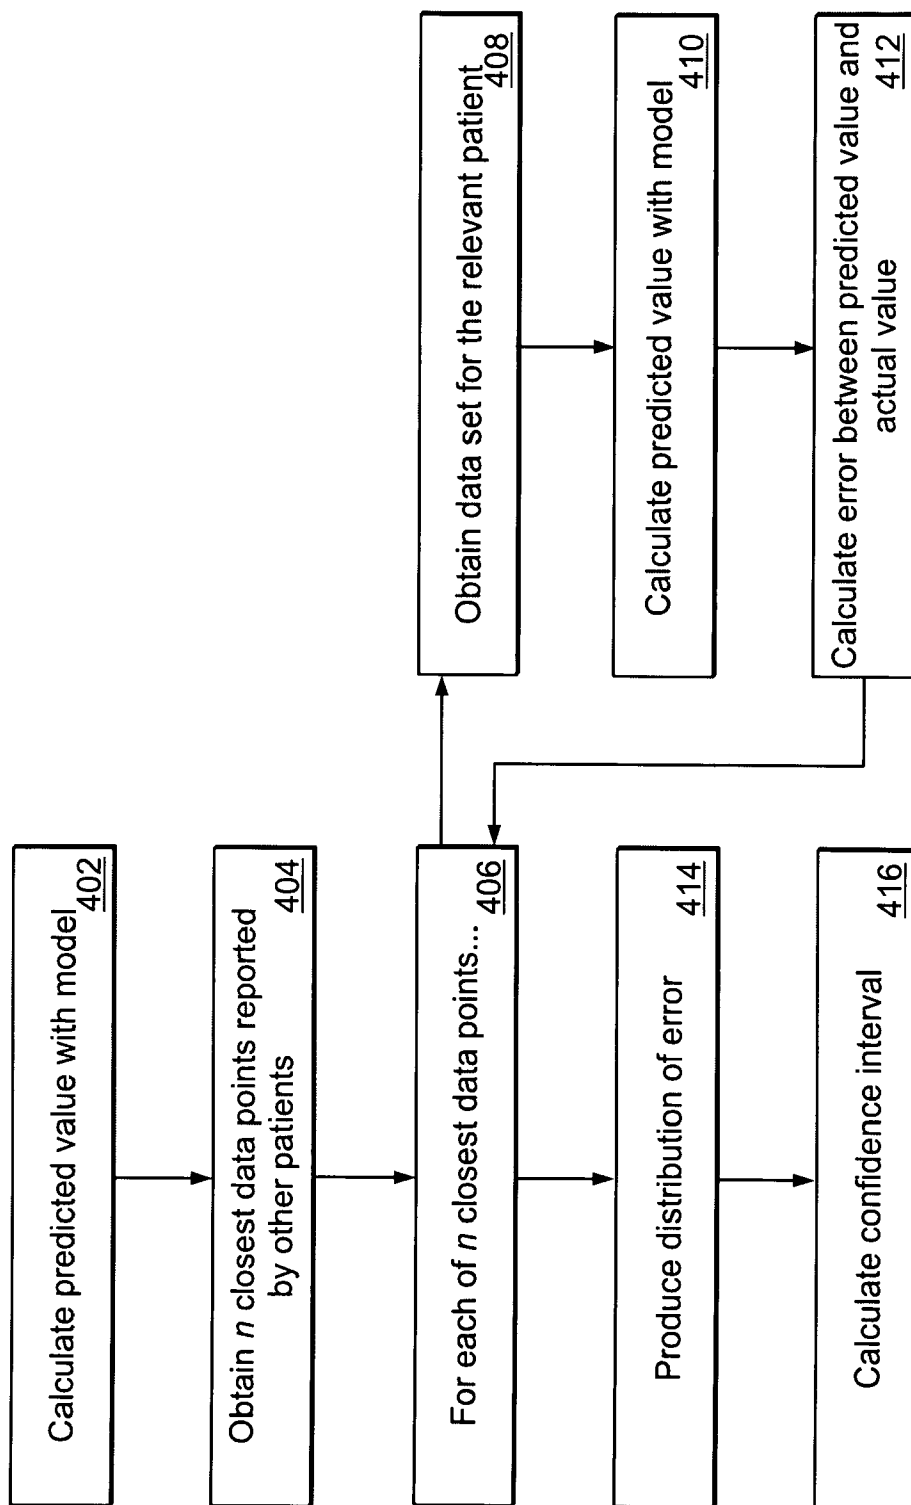 Calculate predicted value with model
402
Obtain n closest data points reported
by other patients
404
For each of n closest data points...
406
Obtain data set for the relevant patient
408
Calculate predicted value with model
410
Calculate error between predicted value and
actual value
412
Produce distribution of error
414
Calculate confidence interval
416